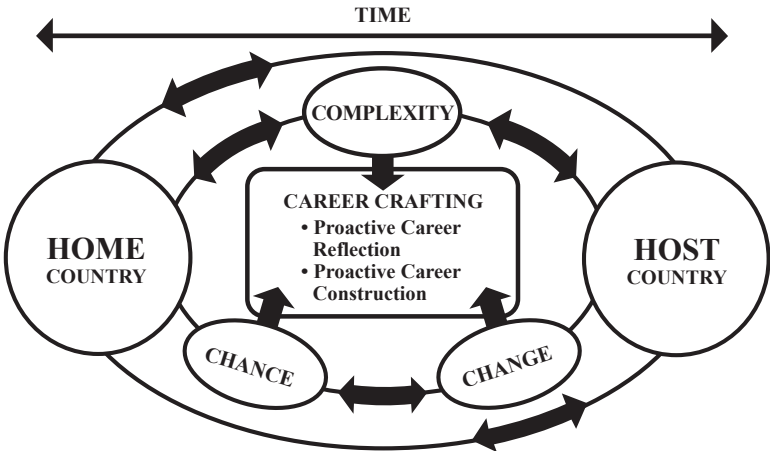 TIME
COMPLEXITY
CAREER CRAFTING
• Proactive Career
Reflection
• Proactive Career
Construction
HOME
COUNTRY
HOST
COUNTRY
CHANCE
CHANGE